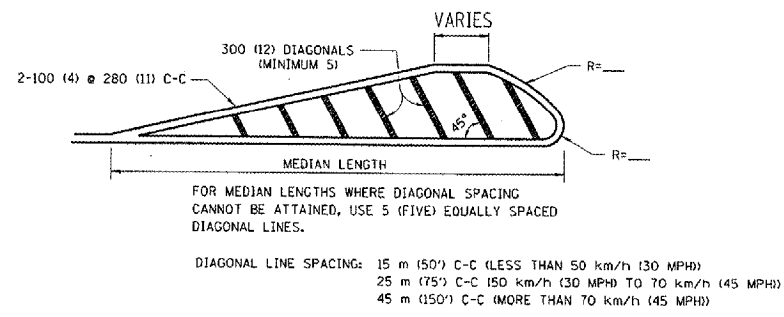 VARIES
300 (12) DIAGONALS
(MINIMUM 5)
2-100 (4) @ 280 (11) C-C
R=___
45°
R=___
MEDIAN LENGTH
FOR MEDIAN LENGTHS WHERE DIAGONAL SPACING
CANNOT BE ATTAINED, USE 5 (FIVE) EQUALLY SPACED
DIAGONAL LINES.
DIAGONAL LINE SPACING: 15 m (50') C-C (LESS THAN 50 km/h (30 MPH))
25 m (75') C-C (50 km/h (30 MPH) TO 70 km/h (45 MPH))
45 m (150') C-C (MORE THAN 70 km/h (45 MPH))